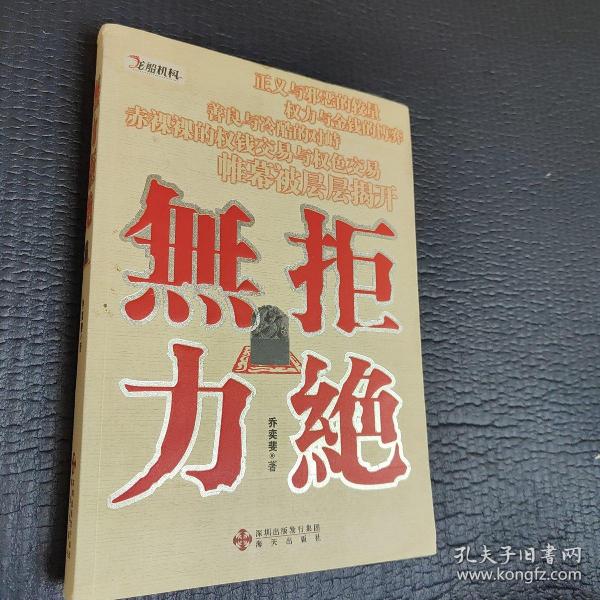 龙船机构
正义与邪恶的较量
权力与金钱的博弈
善良与冷酷的对峙
赤裸裸的权钱交易与权色交易
帷幕被层层揭开
無力
拒絶
乔奕斐·著
深圳出版发行集团
海天出版社
孔夫子旧书网
www.kongfz.com